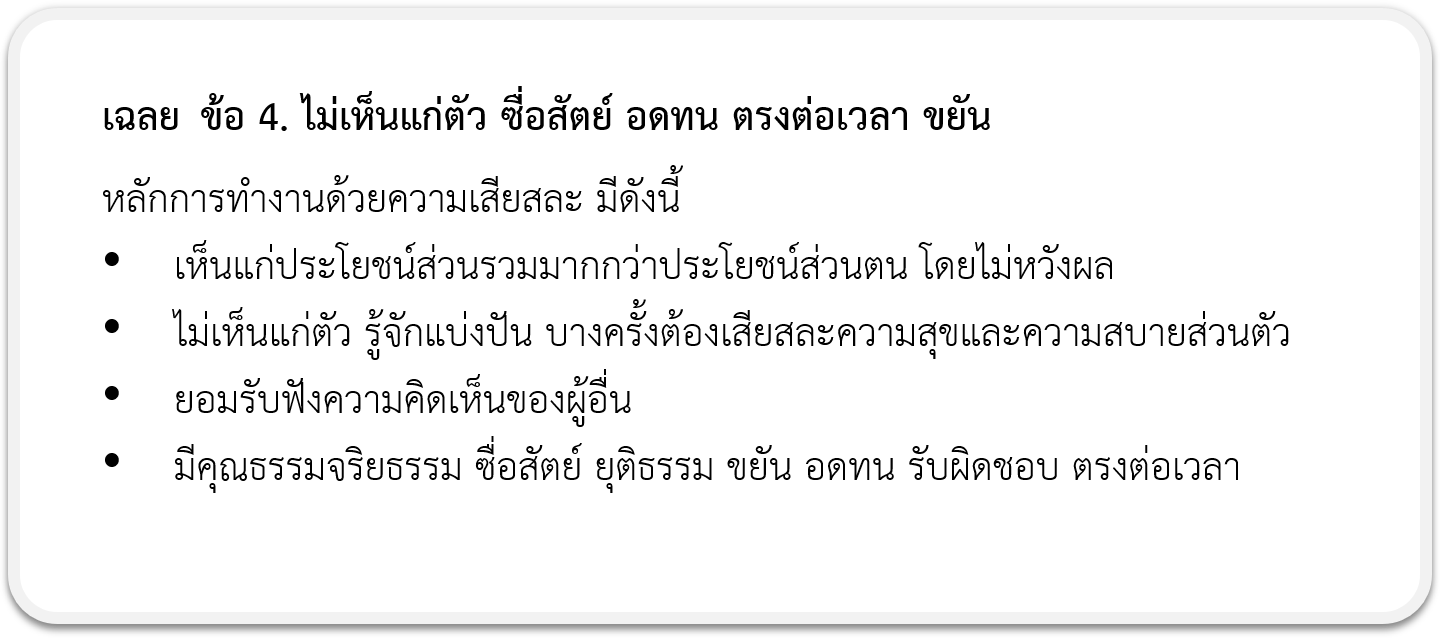 เฉลย ข้อ 4. ไม่เห็นแก่ตัว ซื่อสัตย์ อดทน ตรงต่อเวลา ขยัน
หลักการทำงานด้วยความเสียสละ มีดังนี้
• เห็นแก่ประโยชน์ส่วนรวมมากกว่าประโยชน์ส่วนตน โดยไม่หวังผล
• ไม่เห็นแก่ตัว รู้จักแบ่งปัน บางครั้งต้องเสียสละความสุขและความสบายส่วนตัว
• ยอมรับฟังความคิดเห็นของผู้อื่น
• มีคุณธรรมจริยธรรม ซื่อสัตย์ ยุติธรรม ขยัน อดทน รับผิดชอบ ตรงต่อเวลา